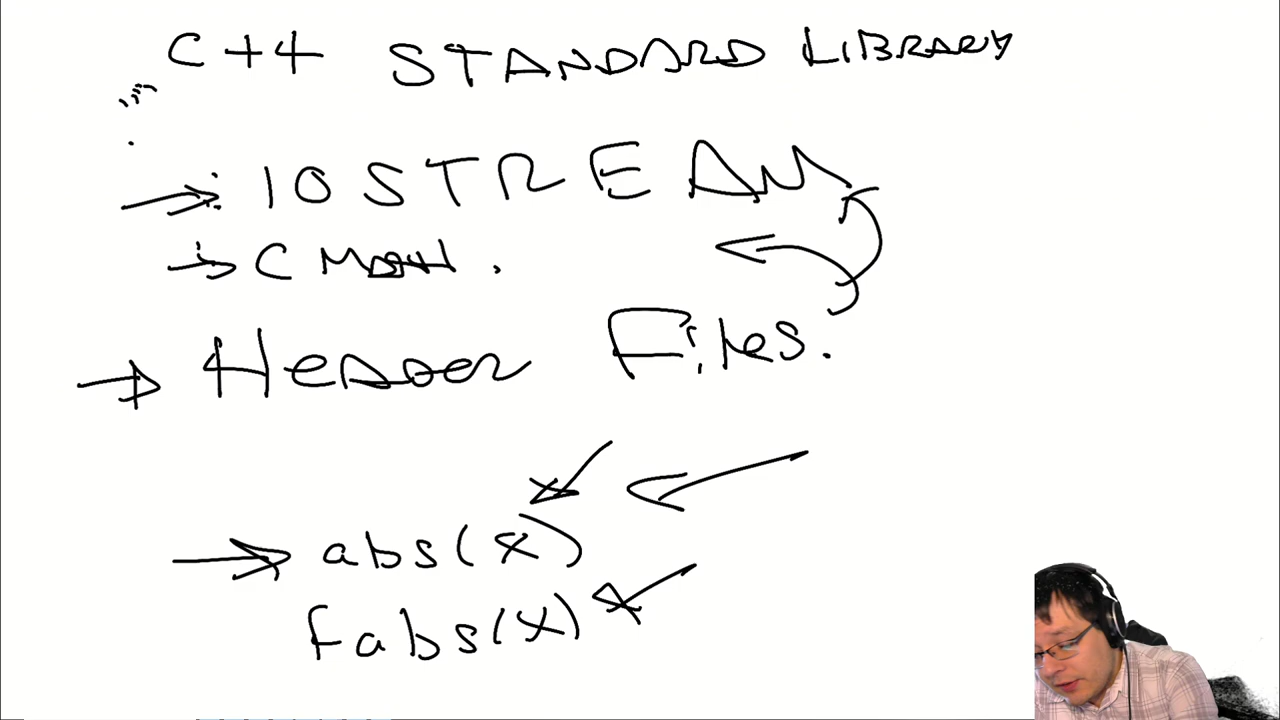 C++ STANDARD LIBRARY
IOSTREAM
CMATH.
Header Files.
abs(x)
fabs(x)